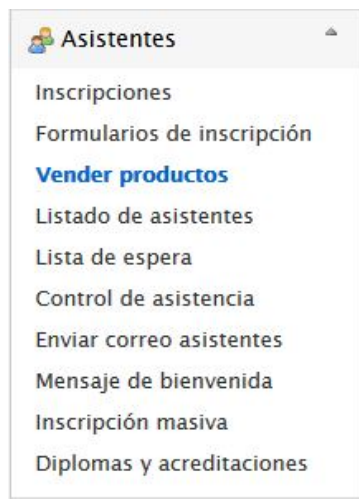 Asistentes
Inscripciones
Formularios de inscripción
Vender productos
Listado de asistentes
Lista de espera
Control de asistencia
Enviar correo asistentes
Mensaje de bienvenida
Inscripción masiva
Diplomas y acreditaciones